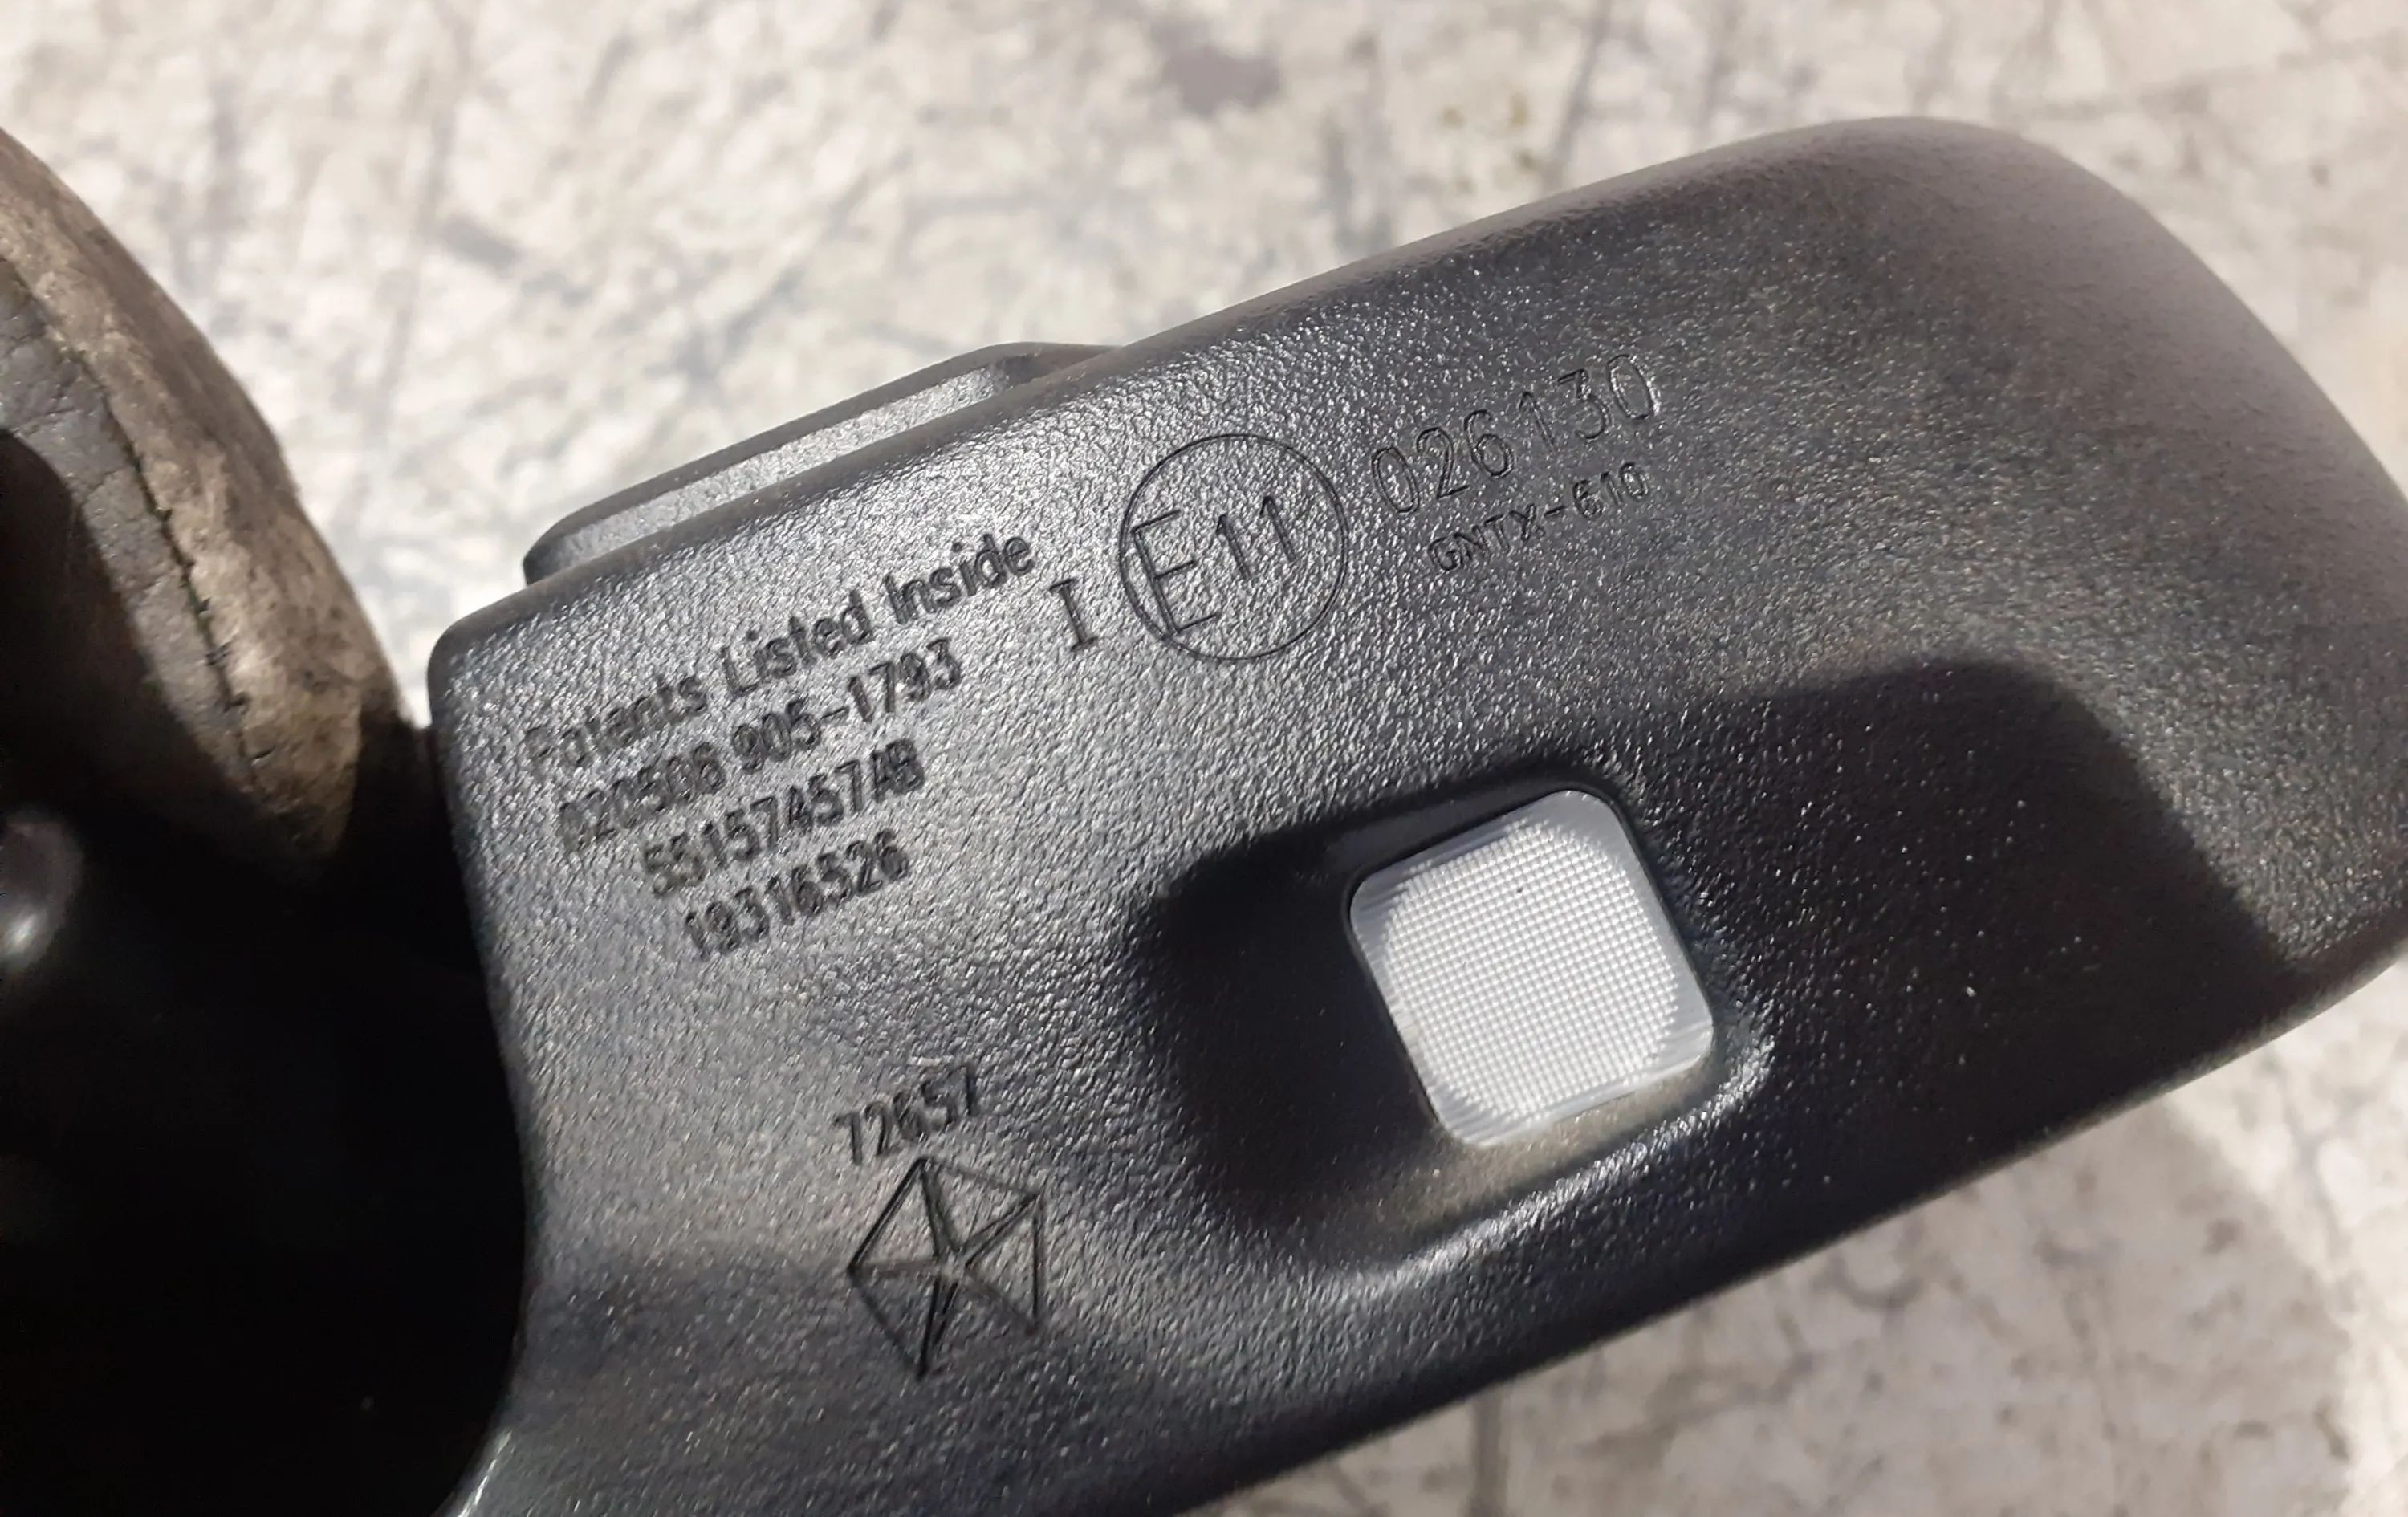 Patents Listed Inside
020506 905-1793
55157457AB
19316526
I E11 026130
GNTX-610
72657